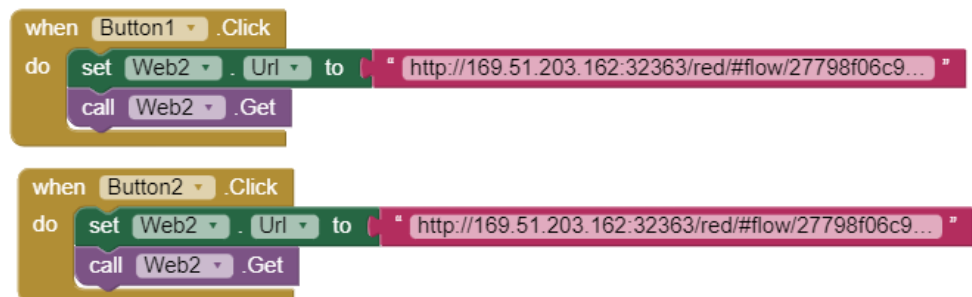 when Button1 .Click
do set Web2 . Url to " http://169.51.203.162:32363/red/#flow/27798f06c9... "
call Web2 .Get
when Button2 .Click
do set Web2 . Url to " http://169.51.203.162:32363/red/#flow/27798f06c9... "
call Web2 .Get